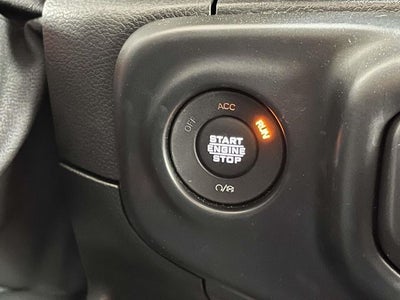 ACC
OFF
RUN
START
ENGINE
STOP